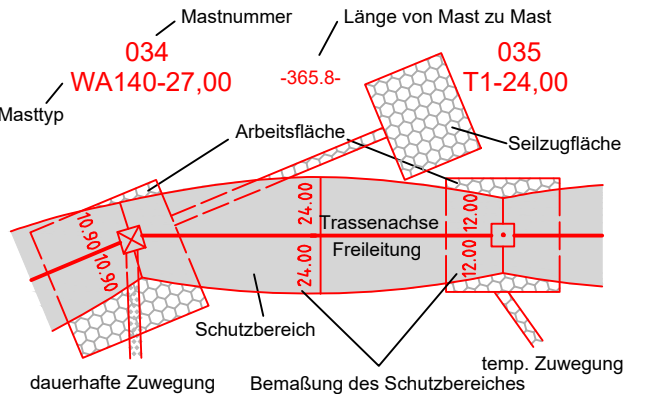 Mastnummer
Länge von Mast zu Mast
034
035
WA140-27,00
-365.8-
T1-24,00
Masttyp
Arbeitsfläche
Seilzugfläche
10.90
10.90
24.00
24.00
Trassenachse
Freileitung
12.00
12.00
Schutzbereich
dauerhafte Zuwegung
Bemaßung des Schutzbereiches
temp. Zuwegung